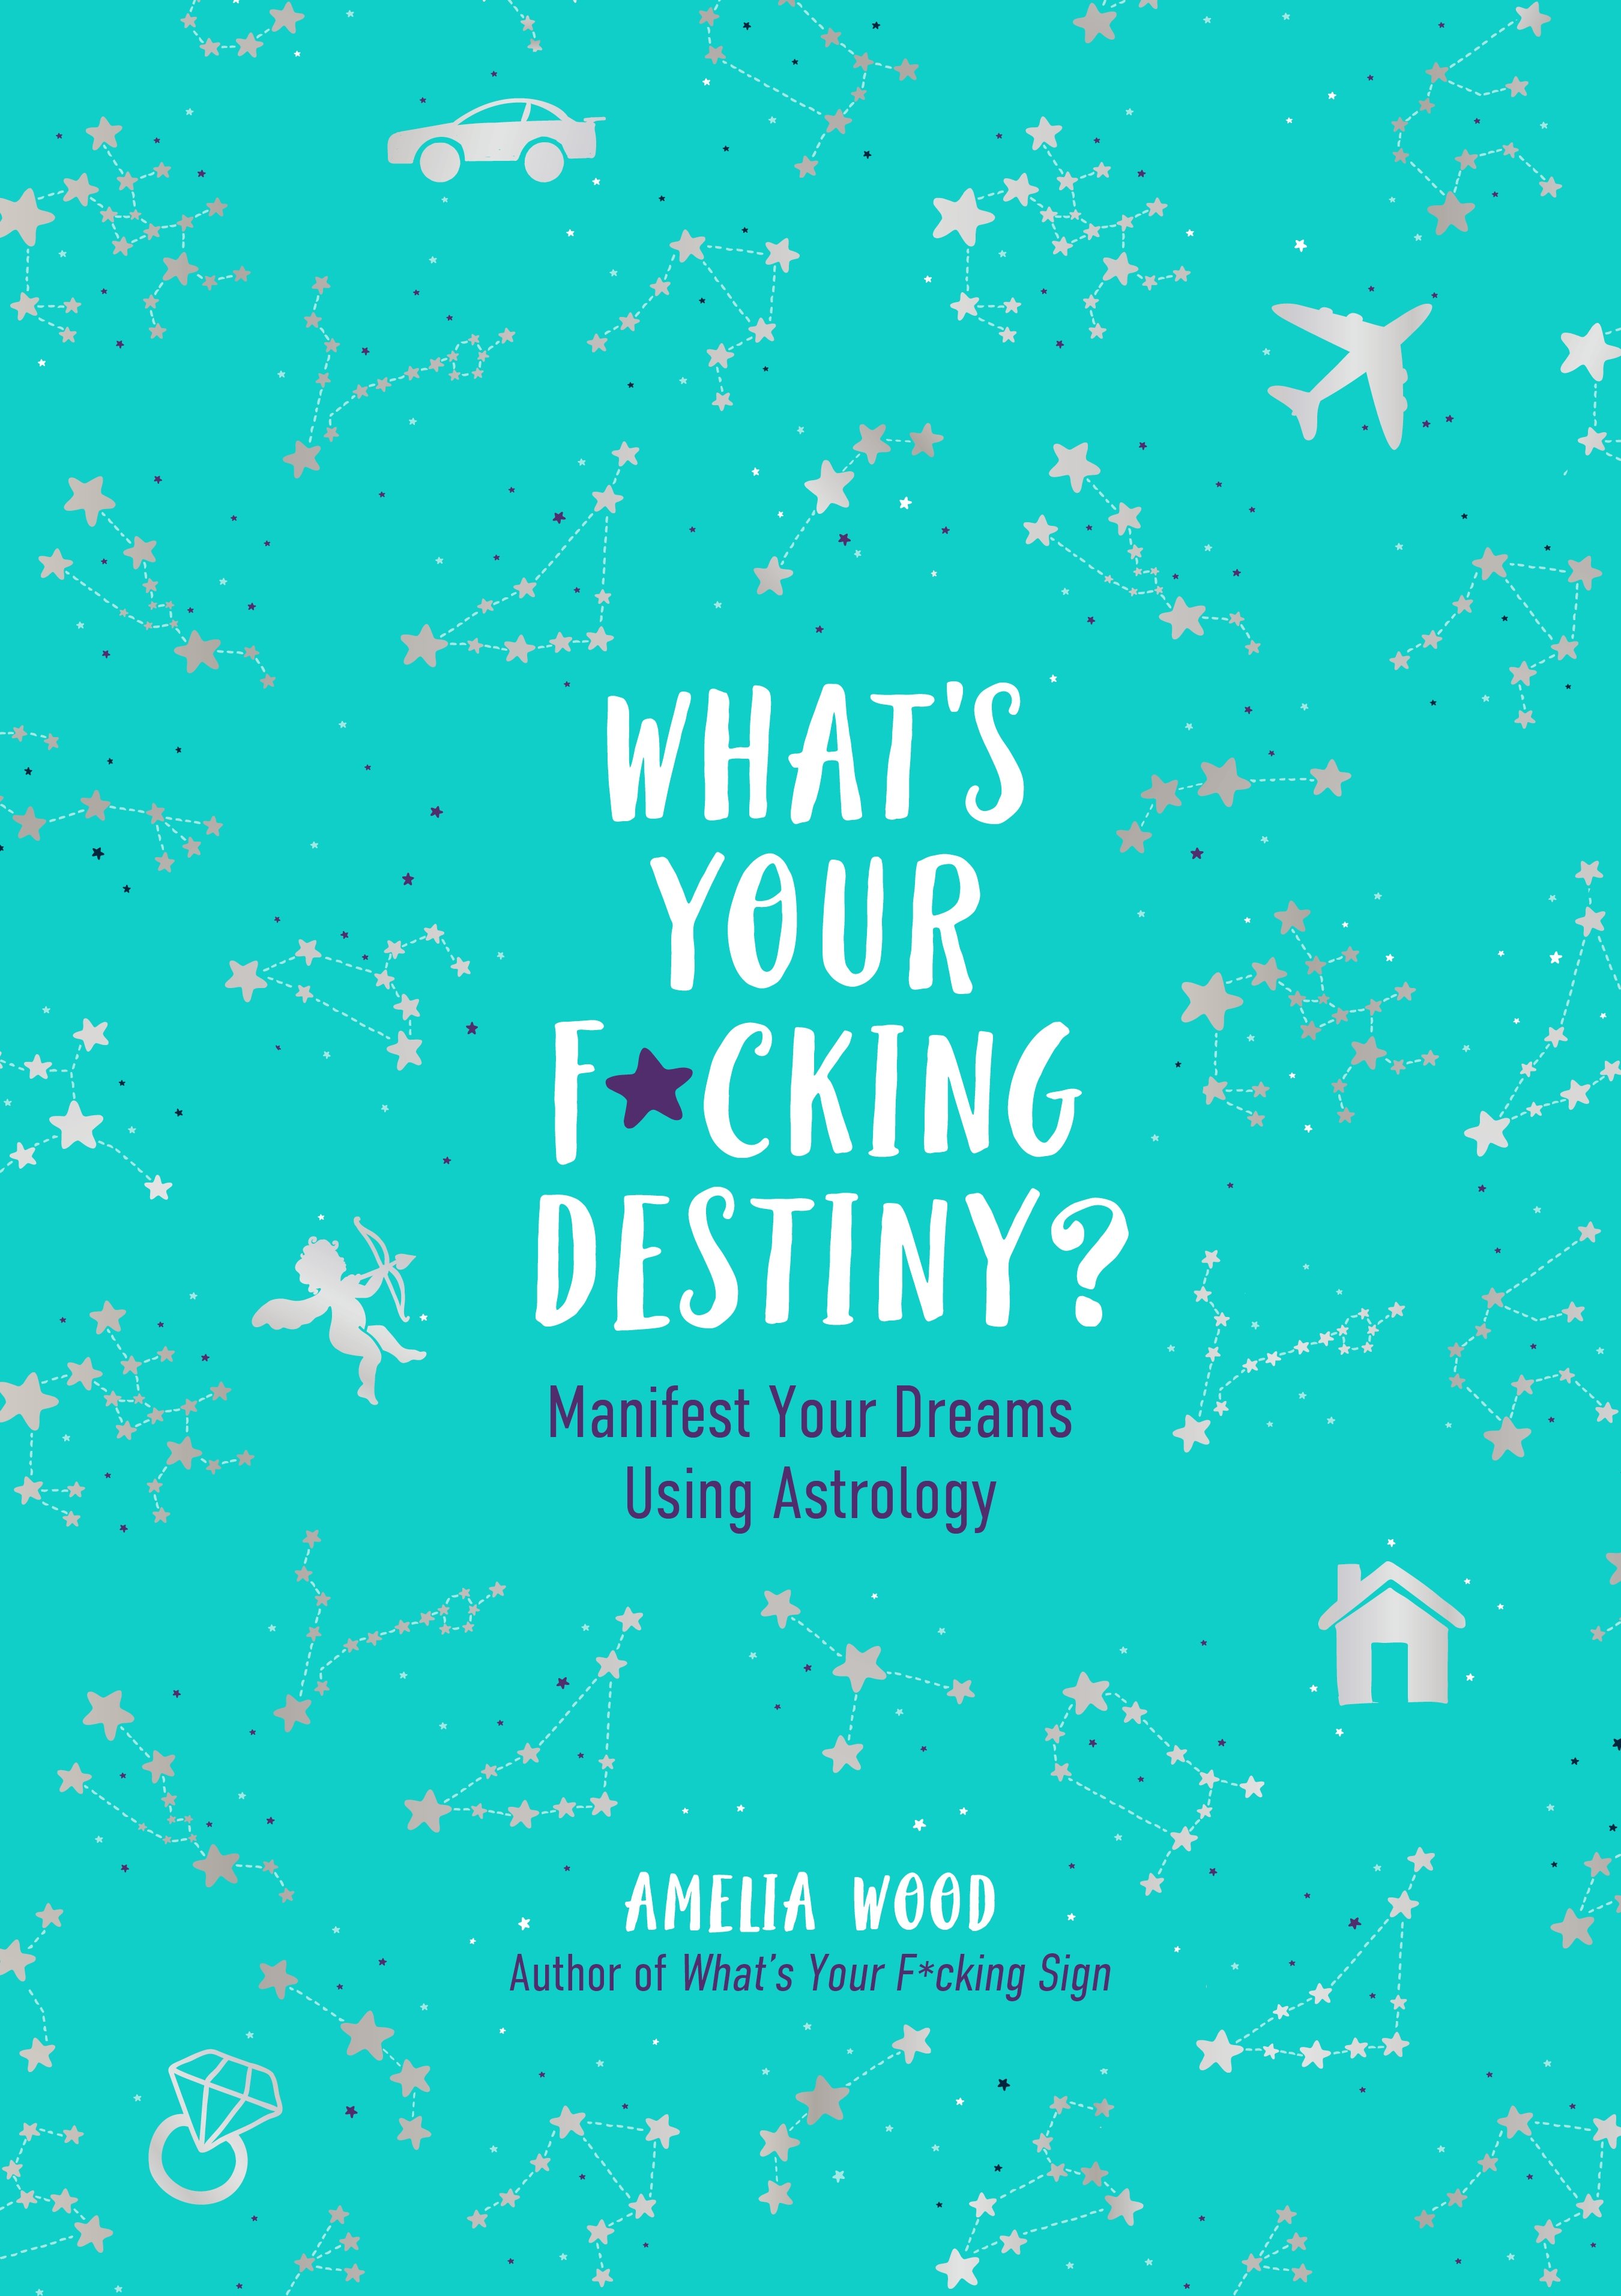 WHAT'S
YOUR
F★CKING
DESTINY?
Manifest Your Dreams
Using Astrology
AMELIA WOOD
Author of What's Your F*cking Sign